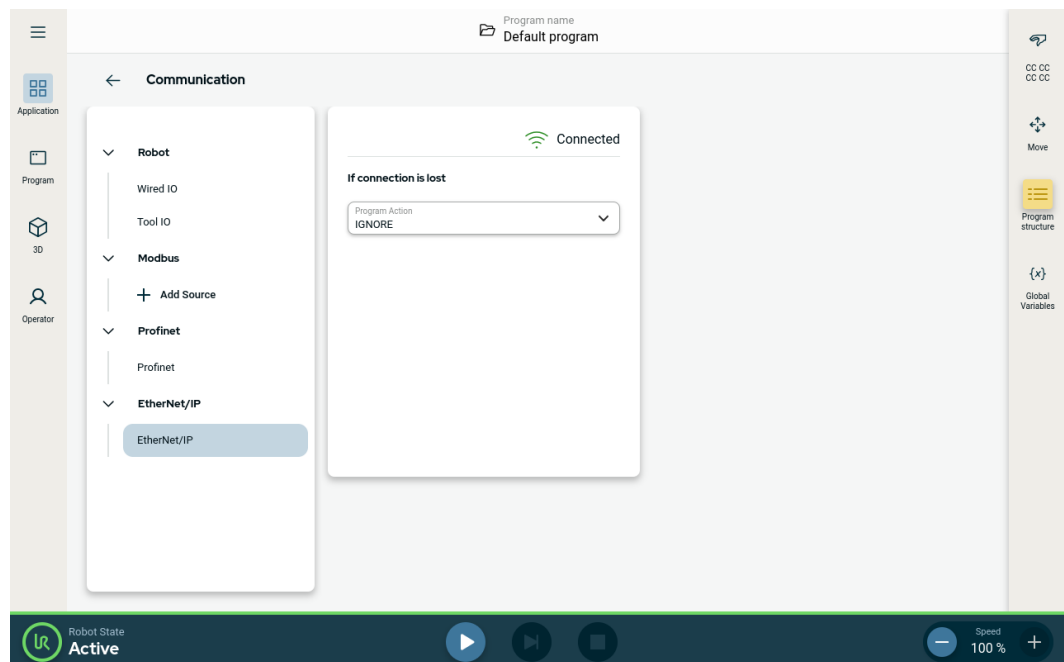 Program name
Default program
Application
Program
3D
Operator
Communication
Robot
Wired IO
Tool IO
Modbus
Add Source
Profinet
Profinet
EtherNet/IP
EtherNet/IP
Connected
If connection is lost
Program Action
IGNORE
CC CC
CC CC
Move
Program
structure
{x}
Global
Variables
UR
Robot State
Active
Speed
100 %